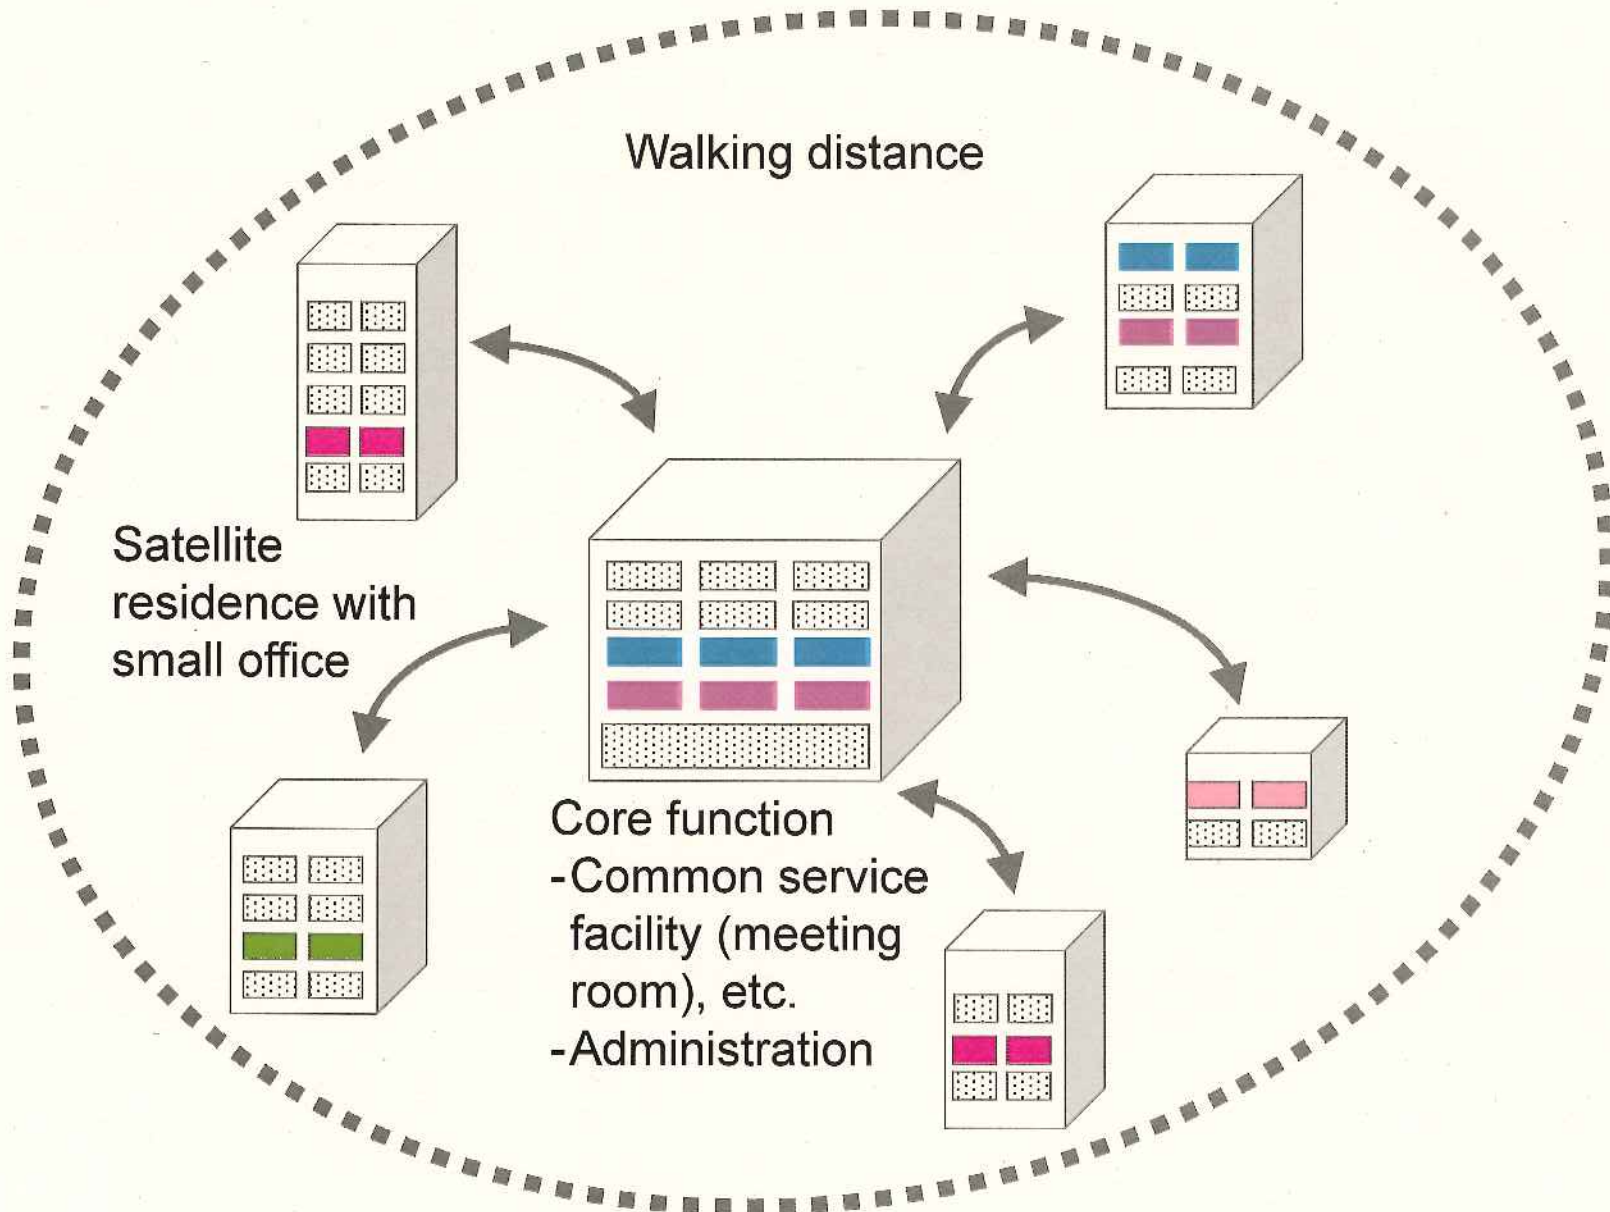 Walking distance
Satellite
residence with
small office
Core function
-Common service
facility (meeting
room), etc.
-Administration